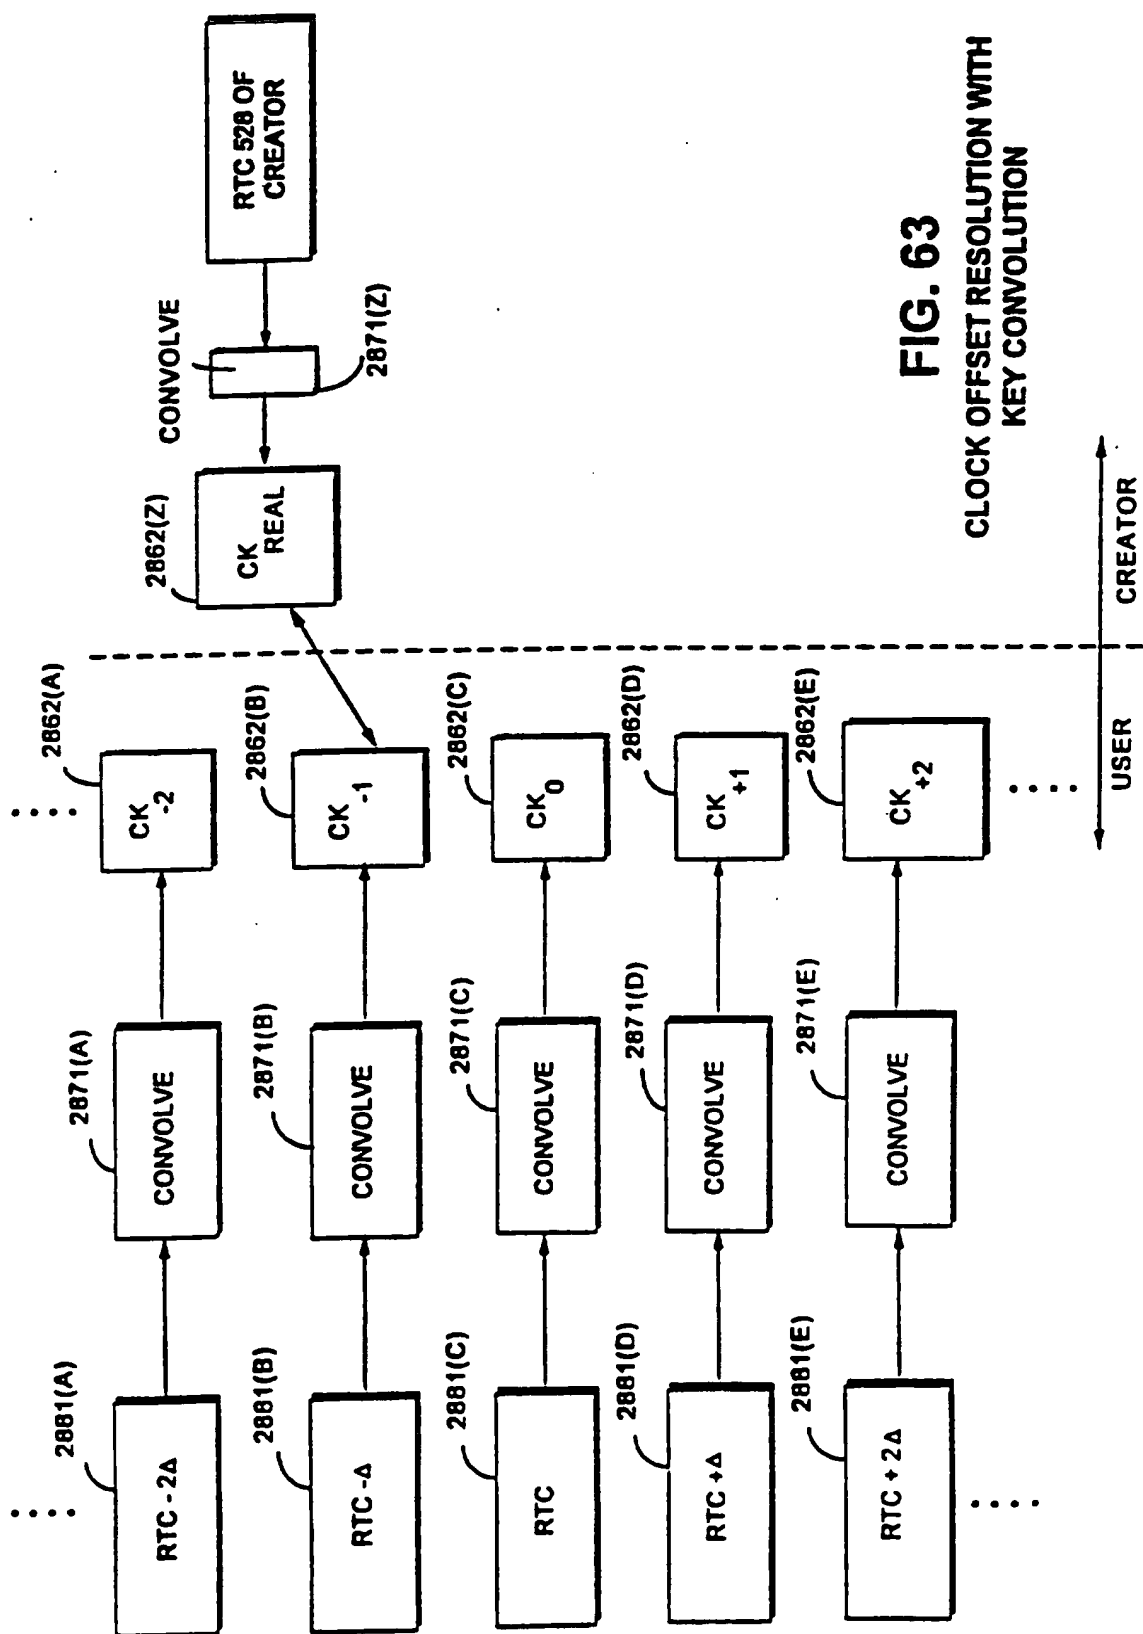 2881(A)
RTC - 2Δ
2871(A)
CONVOLVE
2862(A)
CK -2
2881(B)
RTC -Δ
2871(B)
CONVOLVE
2862(B)
CK -1
2881(C)
RTC
2871(C)
CONVOLVE
2862(C)
CK 0
2881(D)
RTC +Δ
2871(D)
CONVOLVE
2862(D)
CK +1
2881(E)
RTC + 2Δ
2871(E)
CONVOLVE
2862(E)
CK +2
2862(Z)
CK REAL
CONVOLVE
2871(Z)
RTC 528 OF
CREATOR
USER
CREATOR
FIG. 63
CLOCK OFFSET RESOLUTION WITH
KEY CONVOLUTION